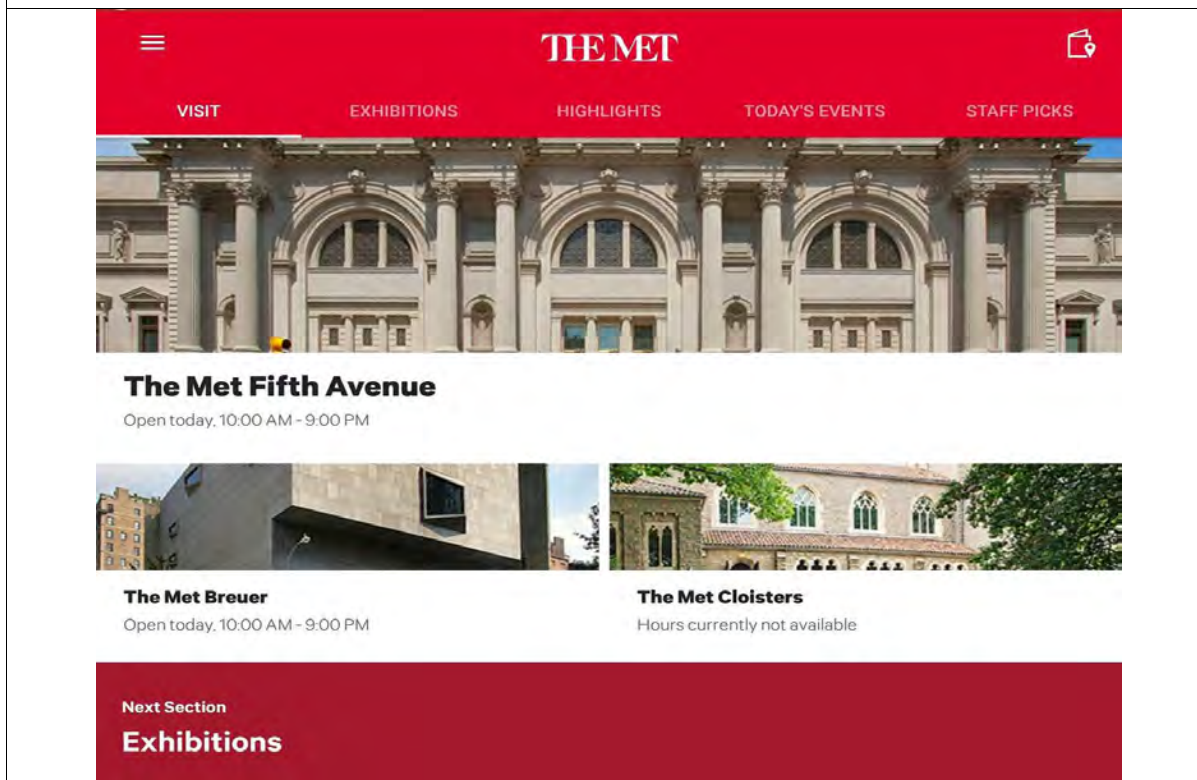 THE MET
VISIT EXHIBITIONS HIGHLIGHTS TODAY'S EVENTS STAFF PICKS
The Met Fifth Avenue
Open today, 10:00 AM - 9:00 PM
The Met Breuer
Open today, 10:00 AM - 9:00 PM
The Met Cloisters
Hours currently not available
Next Section
Exhibitions